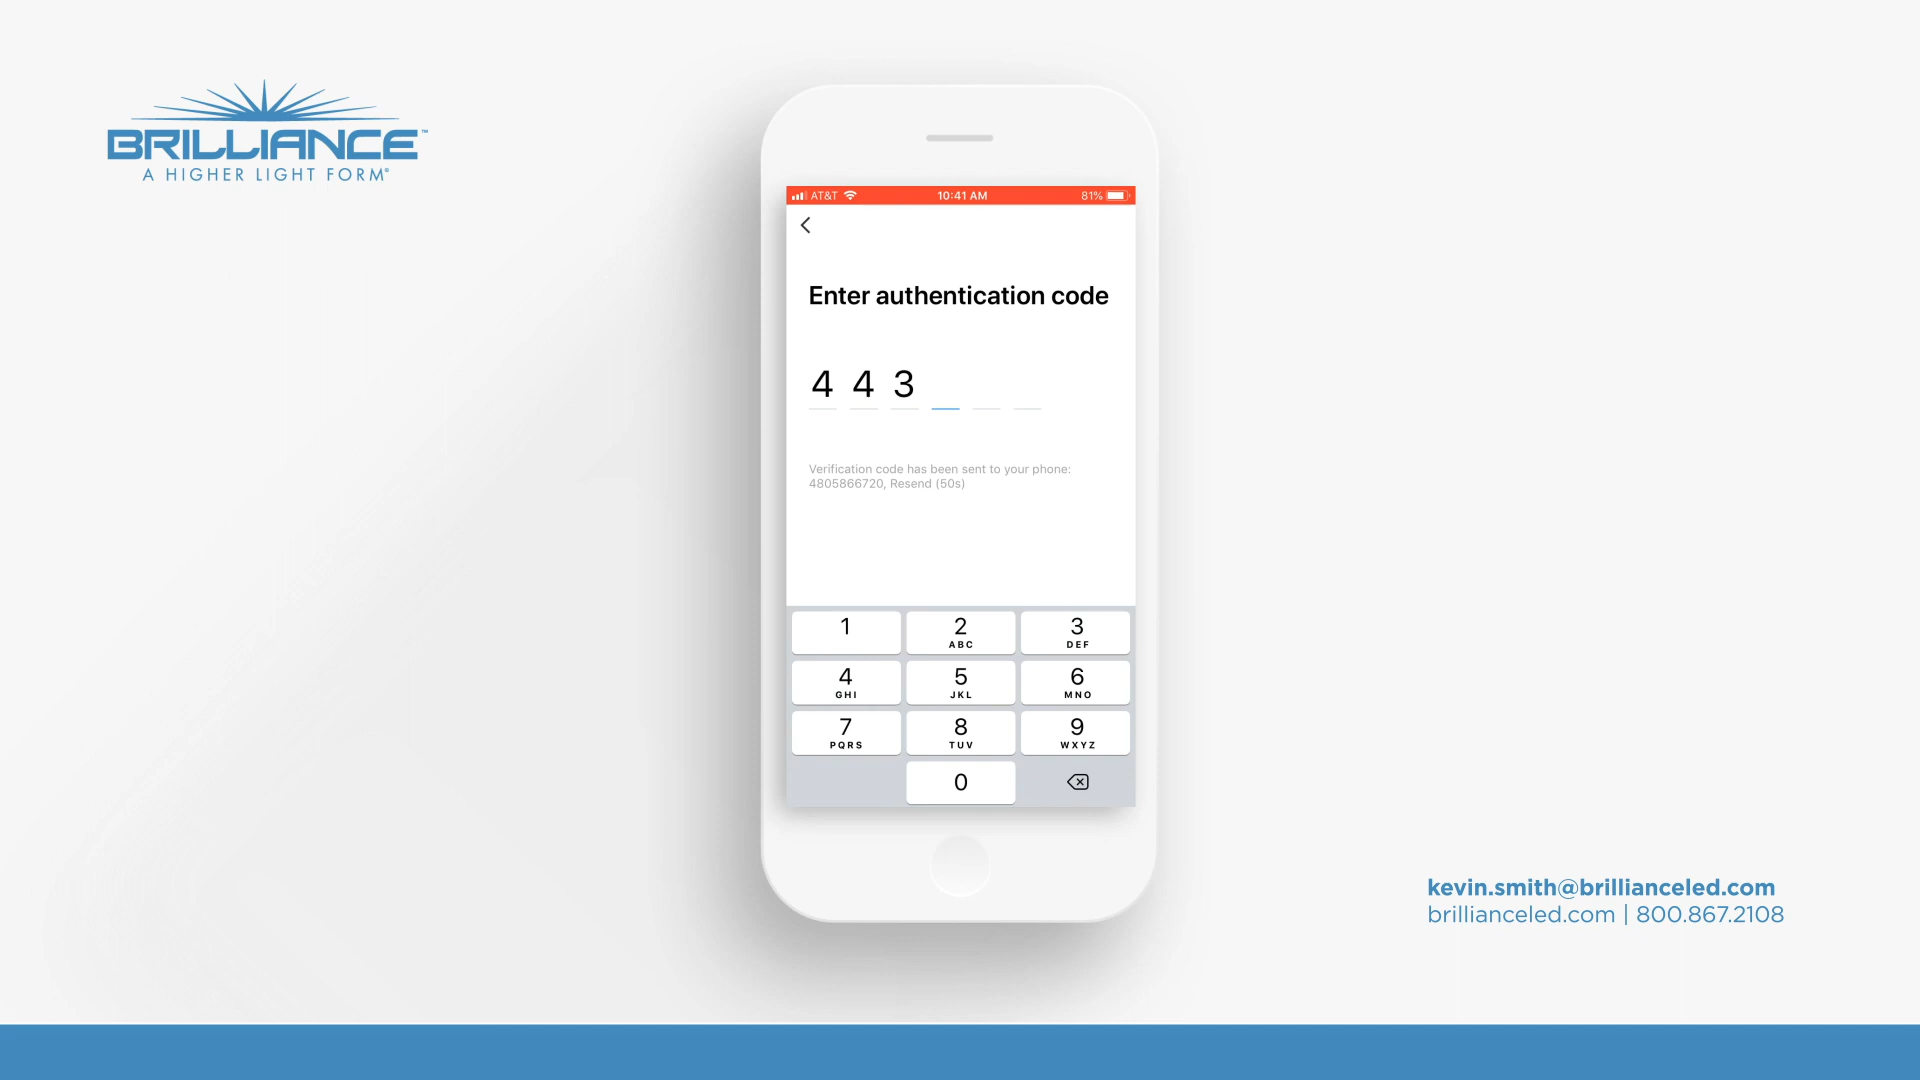 BRILLIANCE™
A HIGHER LIGHT FORM®
AT&T 10:41 AM 81%
Enter authentication code
4 4 3
Verification code has been sent to your phone:
4805866720, Resend (50s)
1 2 3
ABC DEF
4 5 6
GHI JKL MNO
7 8 9
PQRS TUV WXYZ
0
kevin.smith@brillianceled.com
brillianceled.com | 800.867.2108